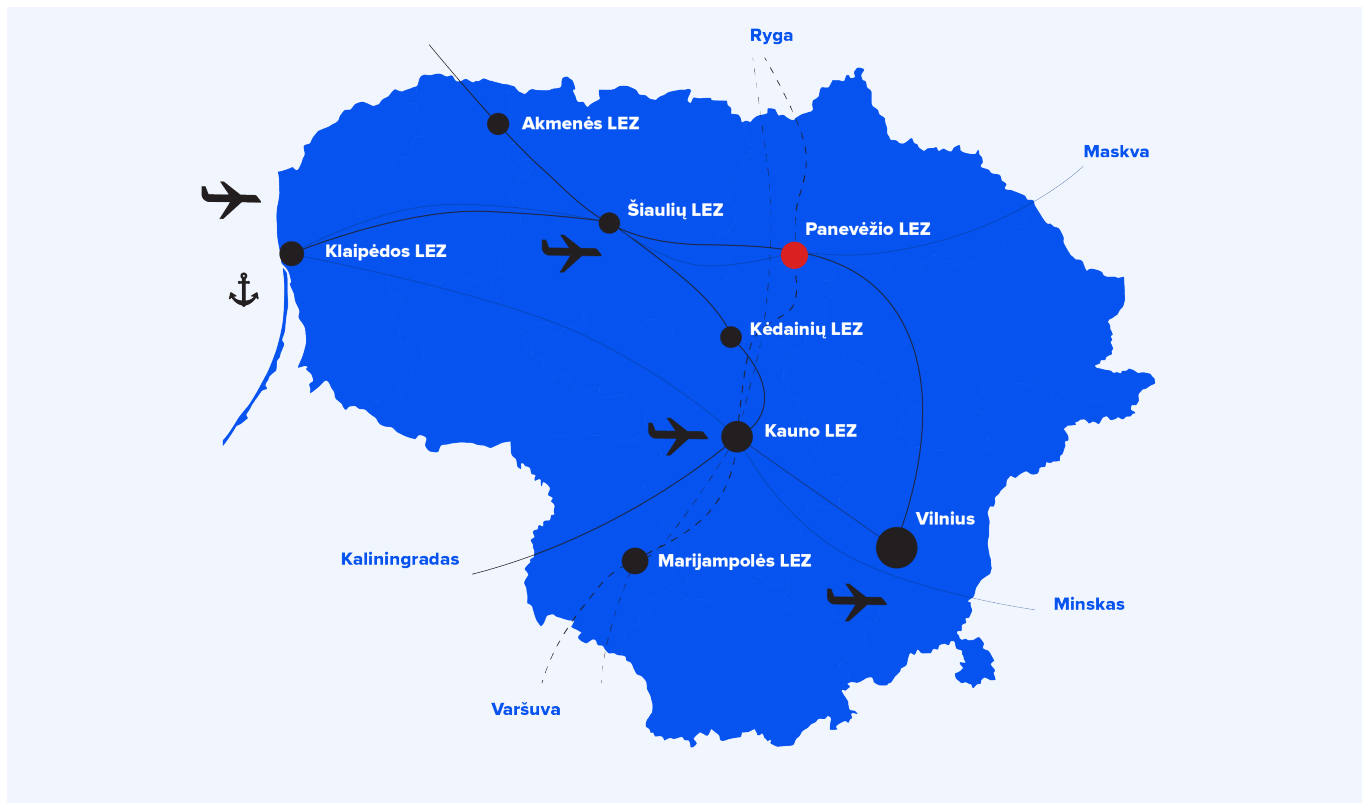 Ryga
Akmenės LEZ
Maskva
Šiaulių LEZ
Panevėžio LEZ
Klaipėdos LEZ
Kėdainių LEZ
Kauno LEZ
Vilnius
Kaliningradas
Marijampolės LEZ
Minskas
Varšuva